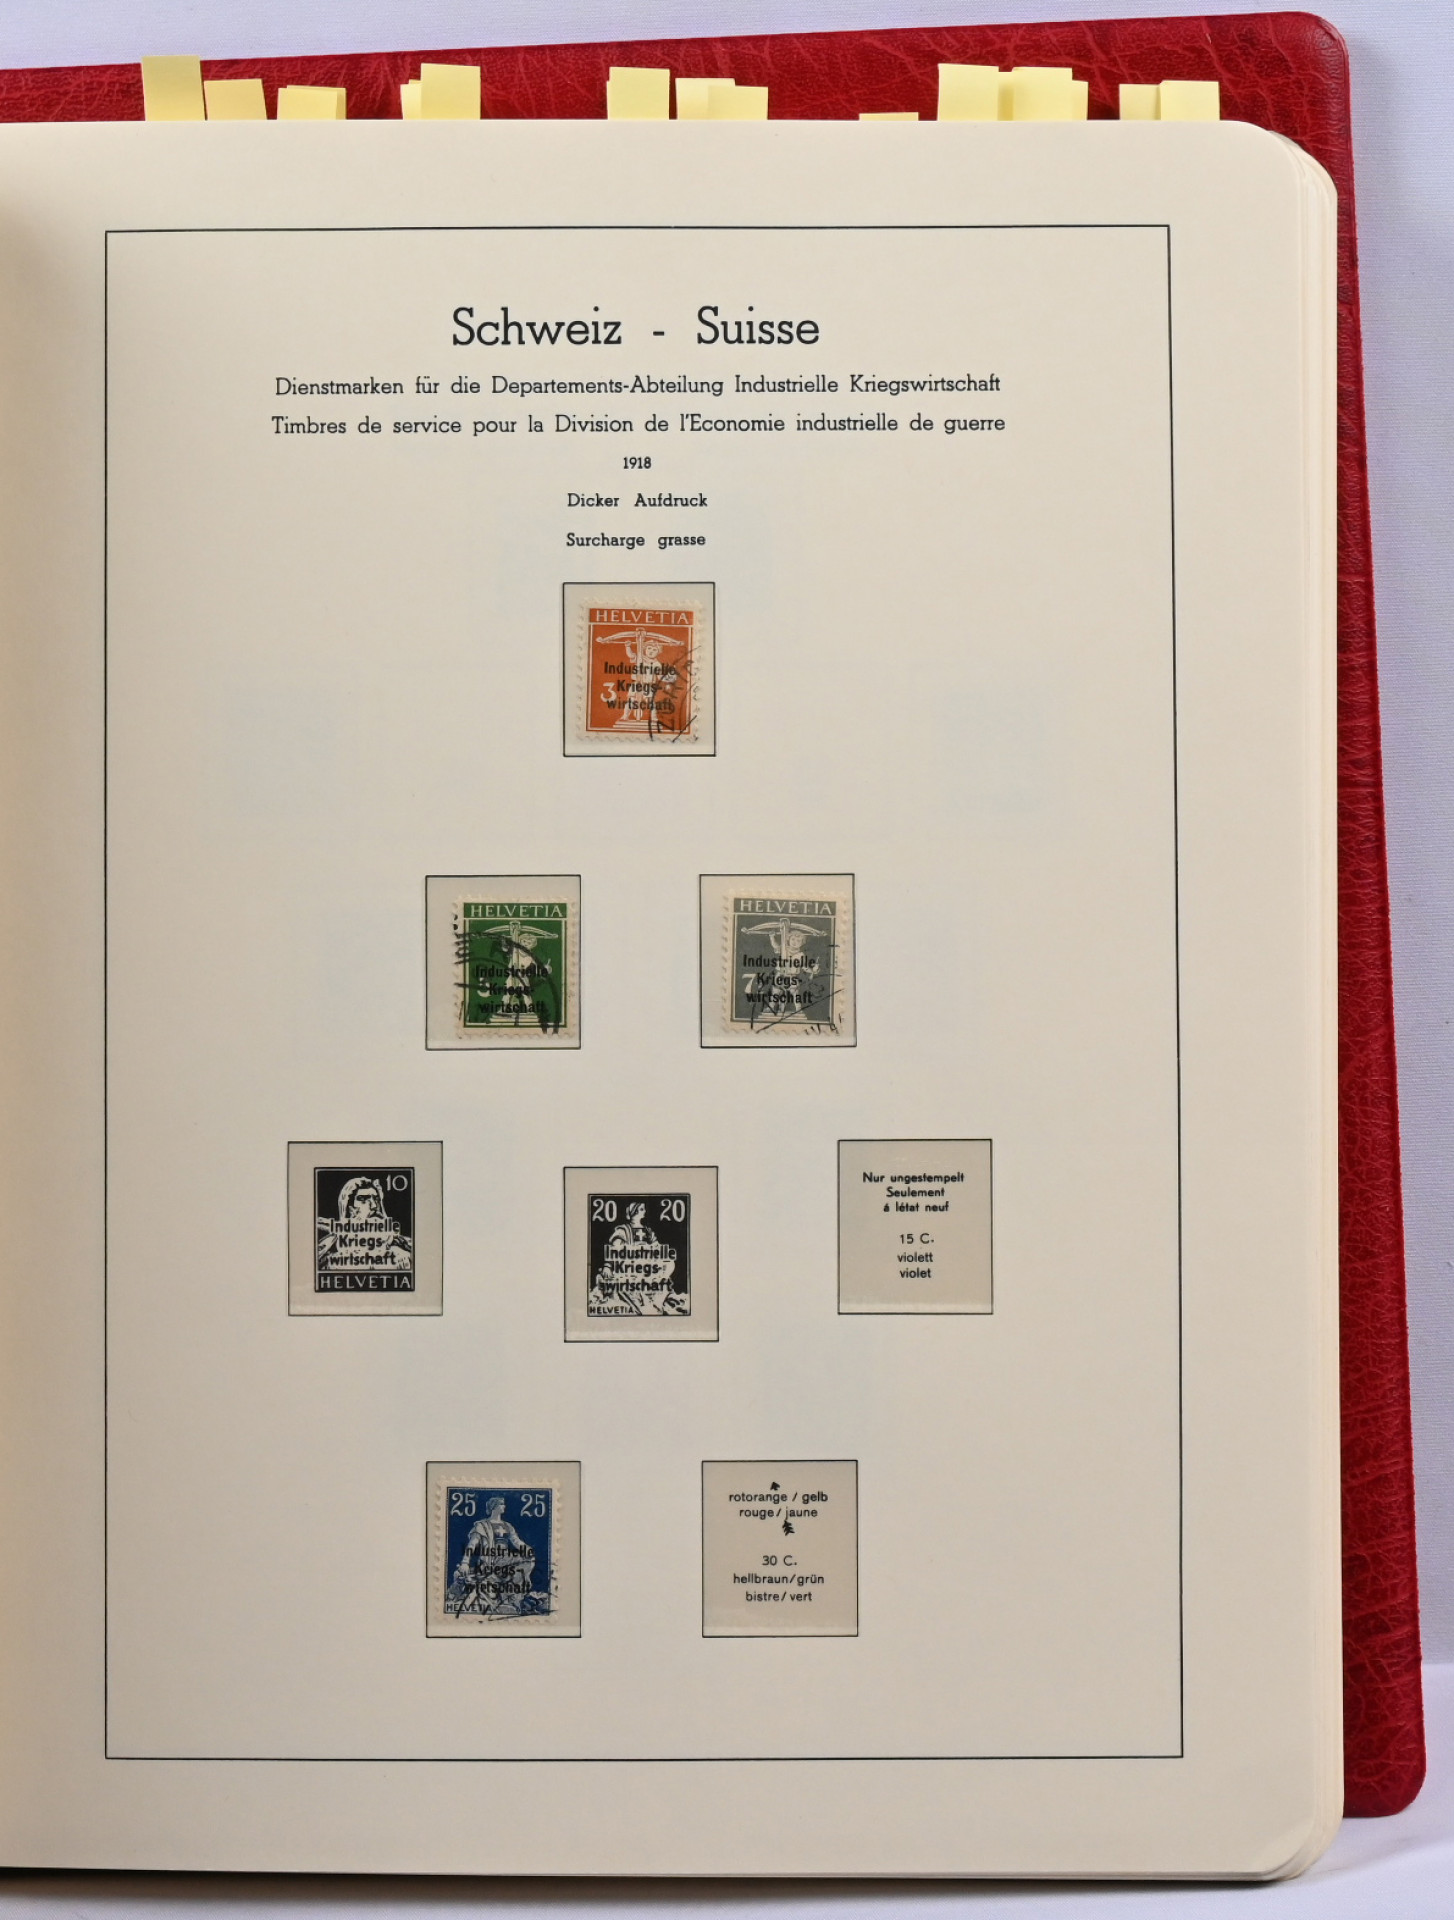 Schweiz - Suisse
Dienstmarken für die Departements-Abteilung Industrielle Kriegswirtschaft
Timbres de service pour la Division de l'Economie industrielle de guerre
1918
Dicker Aufdruck
Surcharge grasse
HELVETIA
Industrielle
3 Kriegs-
wirtschaft
HELVETIA
Industrielle
Kriegs-
wirtschaft
HELVETIA
Industrielle
7 Kriegs-
wirtschaft
10
Industrielle
Kriegs-
wirtschaft
HELVETIA
20 20
Industrielle
Kriegs-
wirtschaft
HELVETIA
Nur ungestempelt
Seulement
á létat neuf
15 C.
violett
violet
25 25
Industrielle
Kriegs-
wirtschaft
HELVETIA
rotorange / gelb
rouge / jaune
30 C.
hellbraun/grün
bistre/vert